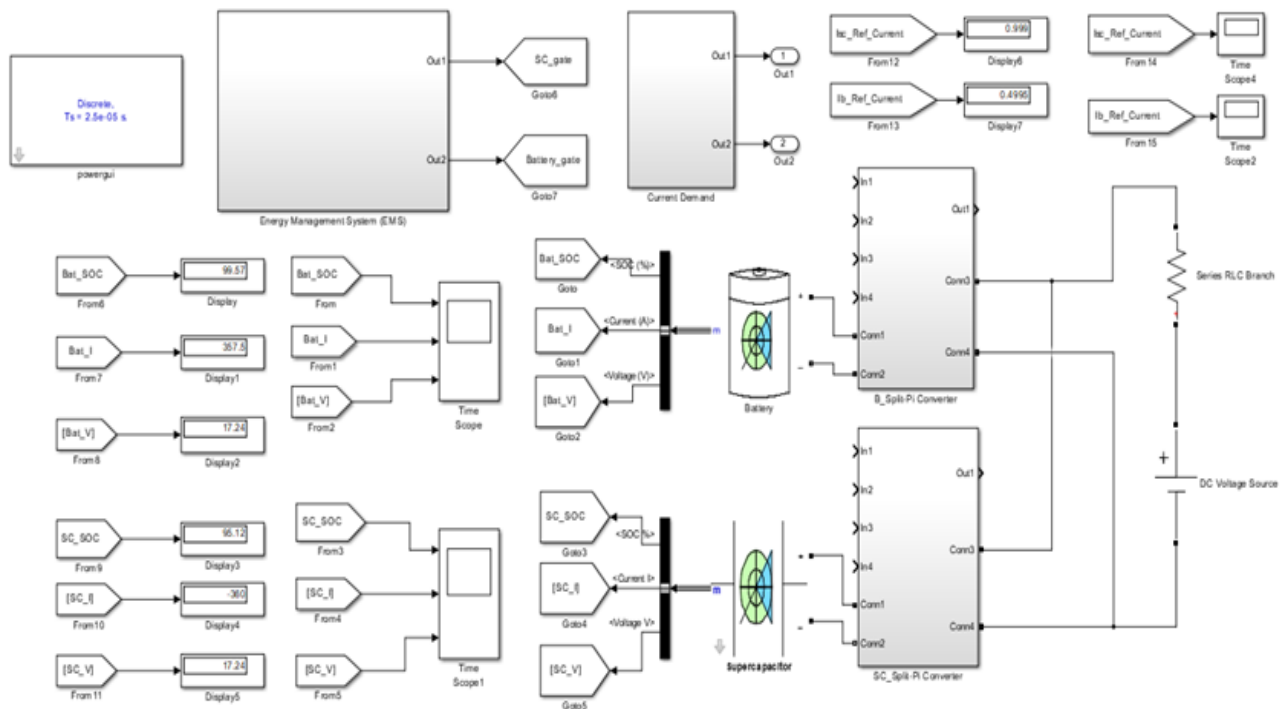 Discrete,
Ts = 2.5e-05 s.
powergui
Out1
Out2
Energy Management System (EMS)
SC_gate
Goto6
Battery_gate
Goto7
Out1
Out2
Current Demand
1
Out1
2
Out2
Isc_Ref_Current
From12
0.999
Display6
Ib_Ref_Current
From13
0.4995
Display7
Isc_Ref_Current
From14
Time
Scope4
Ib_Ref_Current
From15
Time
Scope2
Bat_SOC
From6
99.57
Display
Bat_I
From7
357.5
Display1
[Bat_V]
From8
17.24
Display2
Bat_SOC
From
Bat_I
From1
[Bat_V]
From2
Time
Scope
Bat_SOC
Goto
<SOC (%)>
Bat_I
Goto1
<Current (A)>
[Bat_V]
Goto2
<Voltage (V)>
m
+
–
Battery
In1
In2
In3
In4
Conn1
Conn2
Out1
Conn3
Conn4
B_Split-Pi Converter
Series RLC Branch
+
DC Voltage Source
SC_SOC
From9
95.12
Display3
[SC_I]
From10
-360
Display4
[SC_V]
From11
17.24
Display5
SC_SOC
From3
[SC_I]
From4
[SC_V]
From5
Time
Scope1
SC_SOC
Goto3
<SOC %>
[SC_I]
Goto4
<Current I>
[SC_V]
Goto5
<Voltage V>
m
+
-
Supercapacitor
In1
In2
In3
In4
Conn1
Conn2
Out1
Conn3
Conn4
SC_Split-Pi Converter